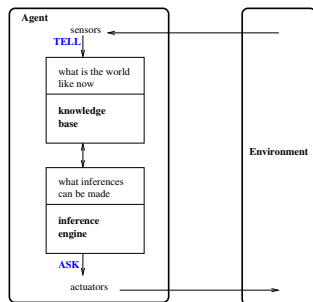 Agent
sensors
TELL
what is the world
like now
knowledge
base
Environment
what inferences
can be made
inference
engine
ASK
actuators